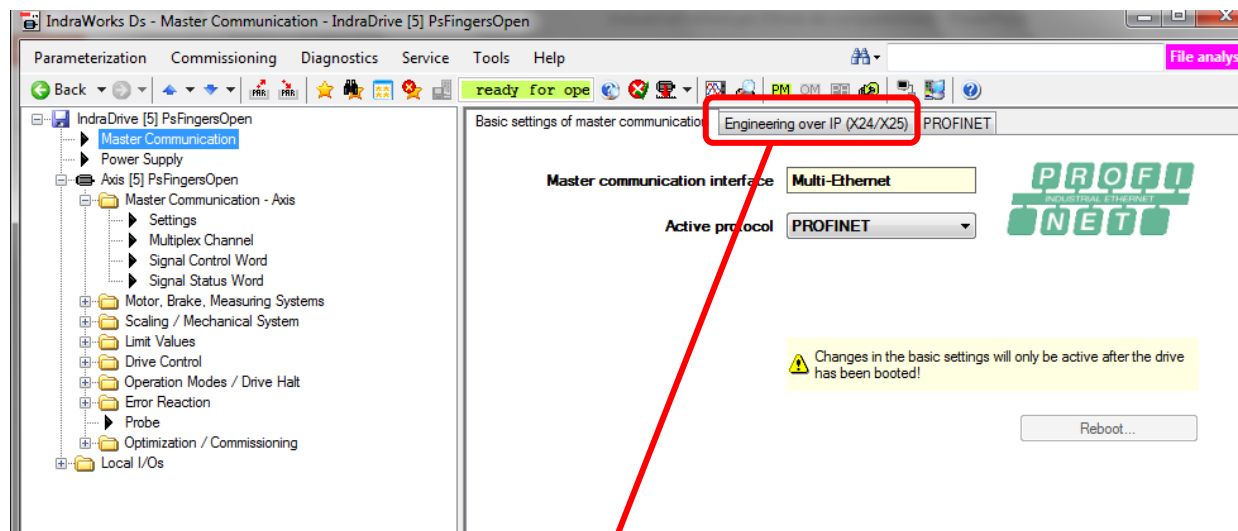 IndraWorks Ds - Master Communication - IndraDrive [5] PsFingersOpen
Parameterization Commissioning Diagnostics Service Tools Help File analys
Back PAR PAR ready for ope PM OM
IndraDrive [5] PsFingersOpen
Master Communication
Power Supply
Axis [5] PsFingersOpen
Master Communication - Axis
Settings
Multiplex Channel
Signal Control Word
Signal Status Word
Motor, Brake, Measuring Systems
Scaling / Mechanical System
Limit Values
Drive Control
Operation Modes / Drive Halt
Error Reaction
Probe
Optimization / Commissioning
Local I/Os
Basic settings of master communication Engineering over IP (X24/X25) PROFINET
Master communication interface Multi-Ethernet
Active protocol PROFINET
PROFI
INDUSTRIAL ETHERNET
NET
Changes in the basic settings will only be active after the drive
has been booted!
Reboot...